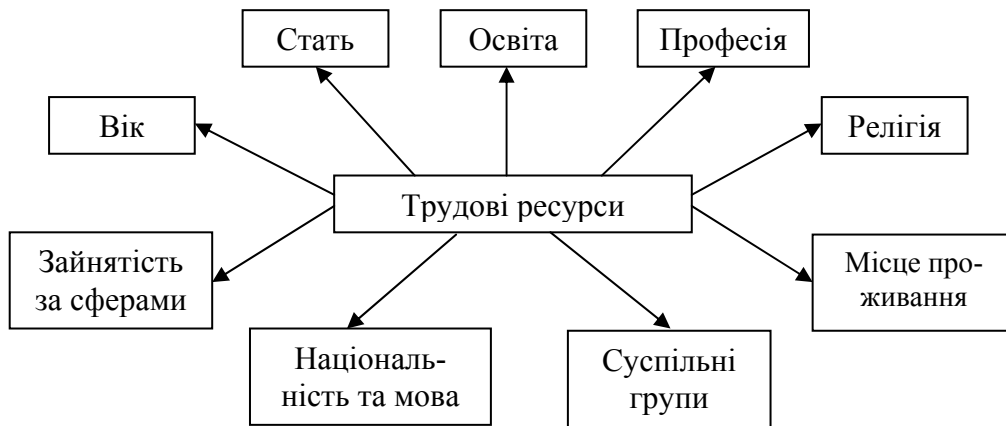 Стать
Освіта
Професія
Вік
Релігія
Трудові ресурси
Зайнятість
за сферами
Місце про-
живання
Національ-
ність та мова
Суспільні
групи